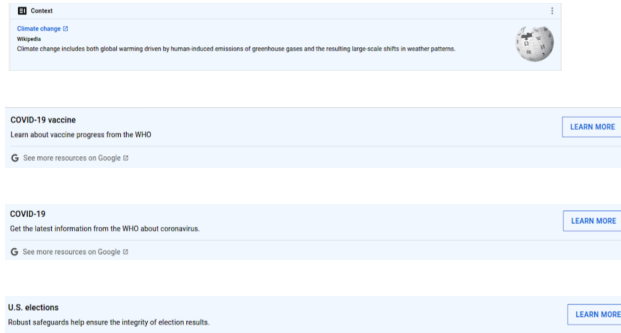 Context
Climate change
Wikipedia
Climate change includes both global warming driven by human-induced emissions of greenhouse gases and the resulting large-scale shifts in weather patterns.
COVID-19 vaccine
LEARN MORE
Learn about vaccine progress from the WHO
G See more resources on Google
COVID-19
LEARN MORE
Get the latest information from the WHO about coronavirus.
G See more resources on Google
U.S. elections
LEARN MORE
Robust safeguards help ensure the integrity of election results.